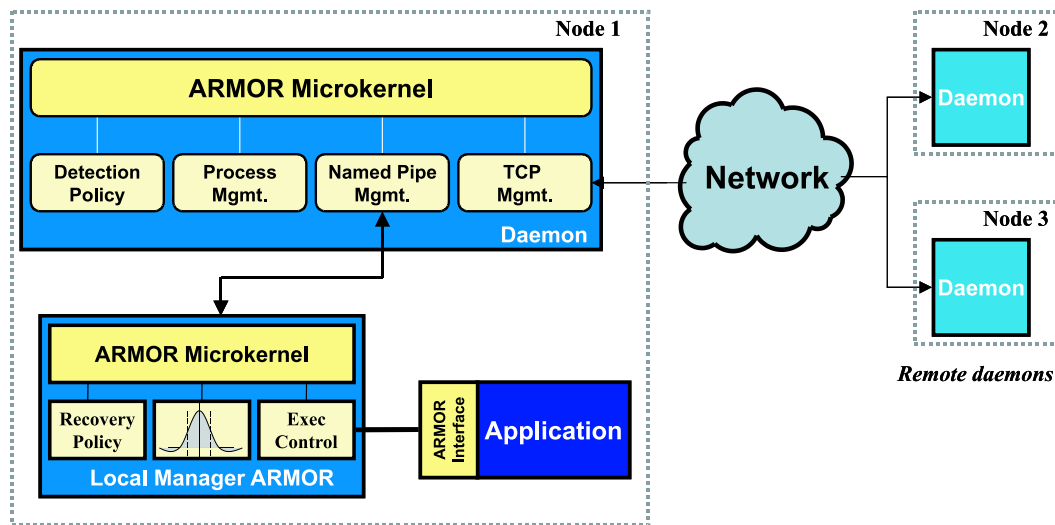 Node 1
ARMOR Microkernel
Detection
Policy
Process
Mgmt.
Named Pipe
Mgmt.
TCP
Mgmt.
Daemon
Network
Node 2
Daemon
Node 3
Daemon
Remote daemons
ARMOR Microkernel
Recovery
Policy
Exec
Control
Local Manager ARMOR
ARMOR
Interface
Application